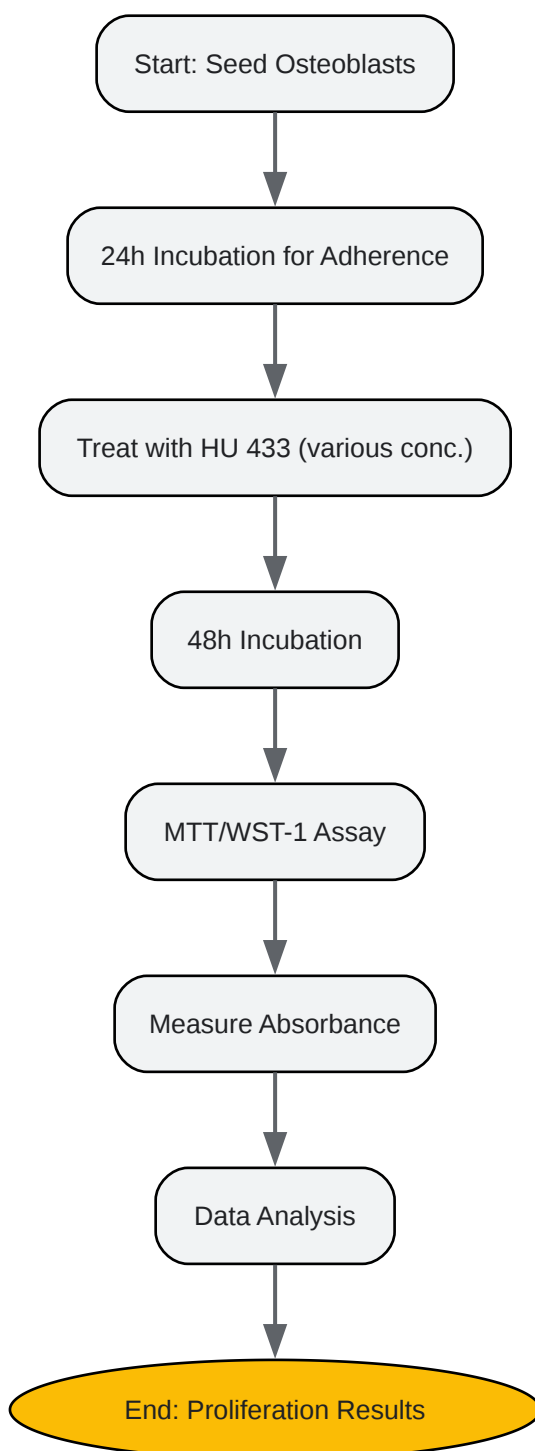 Start: Seed Osteoblasts
24h Incubation for Adherence
Treat with HU 433 (various conc.)
48h Incubation
MTT/WST-1 Assay
Measure Absorbance
Data Analysis
End: Proliferation Results